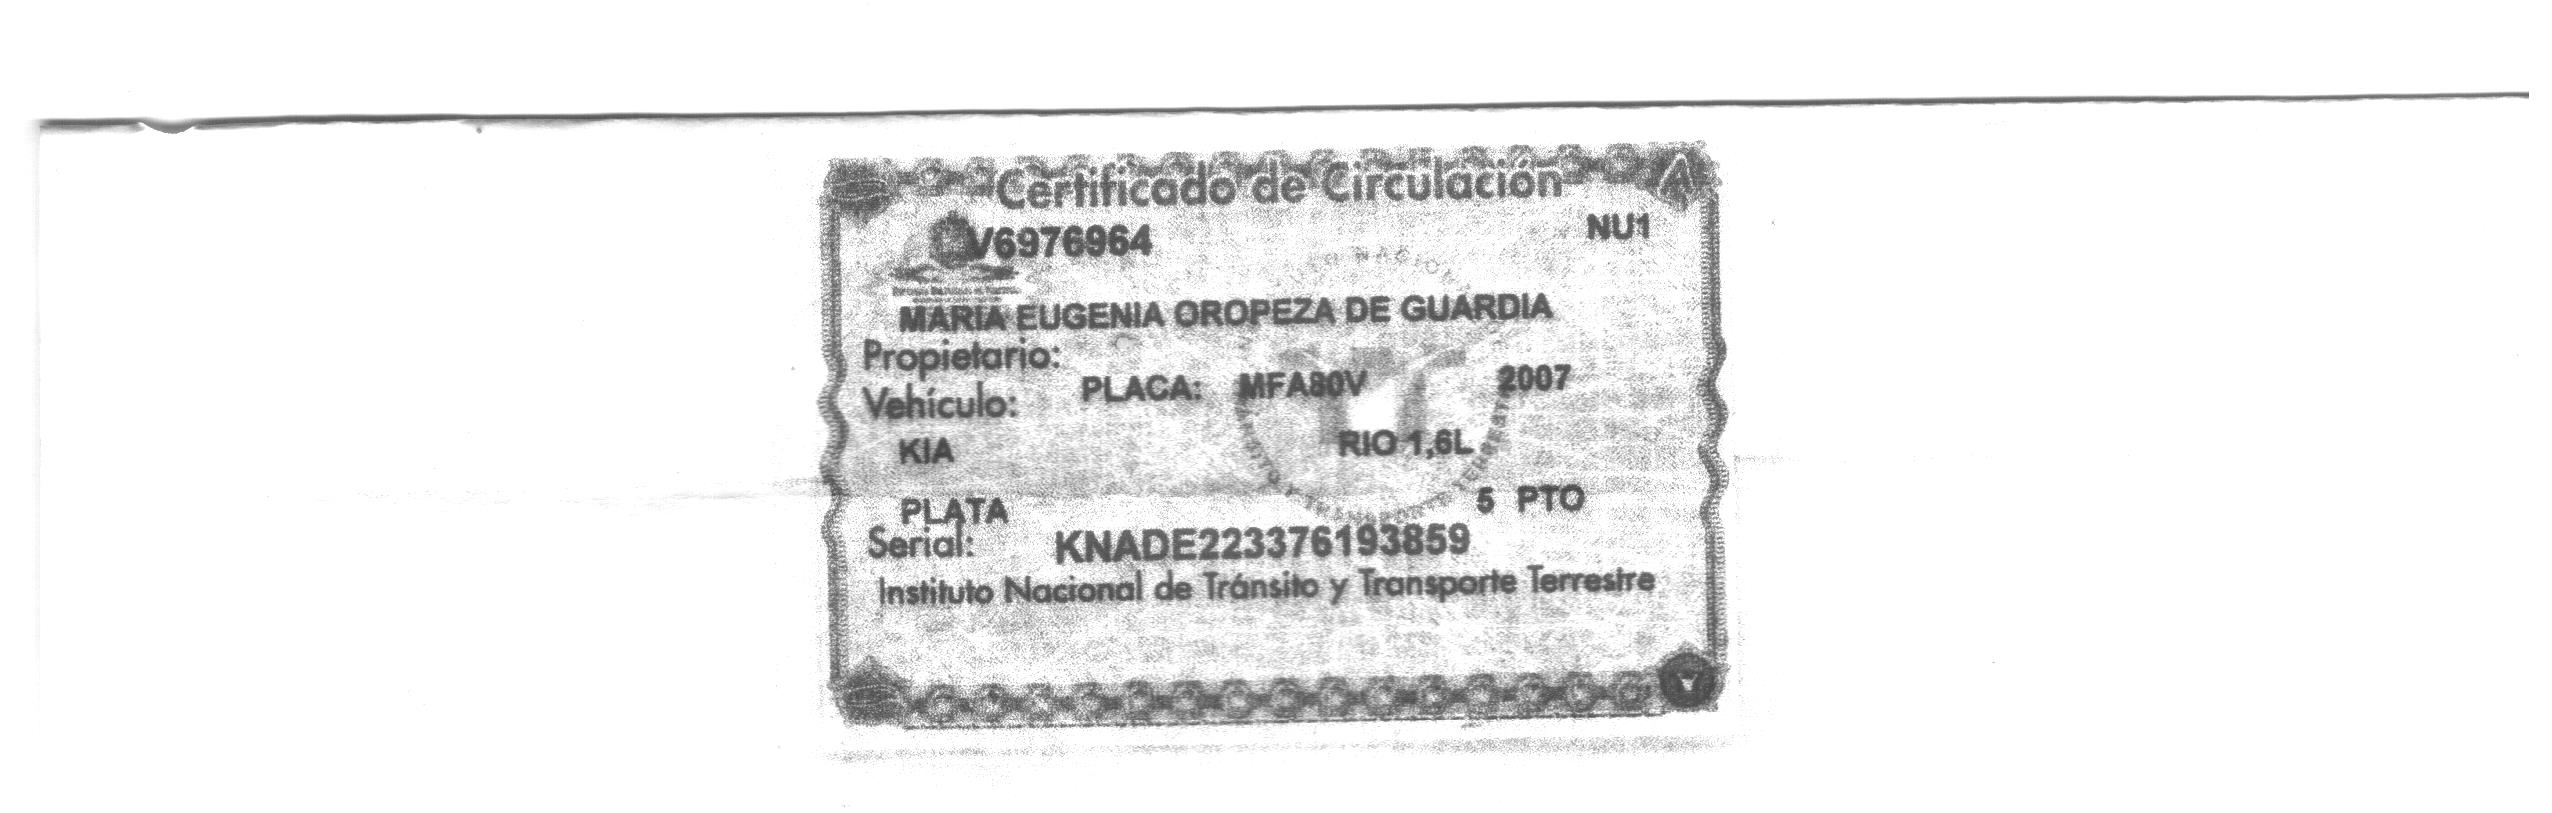 Certificado de Circulación
V6976964 NU1
MARIA EUGENIA OROPEZA DE GUARDIA
Propietario:
Vehículo: PLACA: MFA80V 2007
KIA RIO 1,6L
PLATA 5 PTO
Serial: KNADE223376193859
Instituto Nacional de Tránsito y Transporte Terrestre